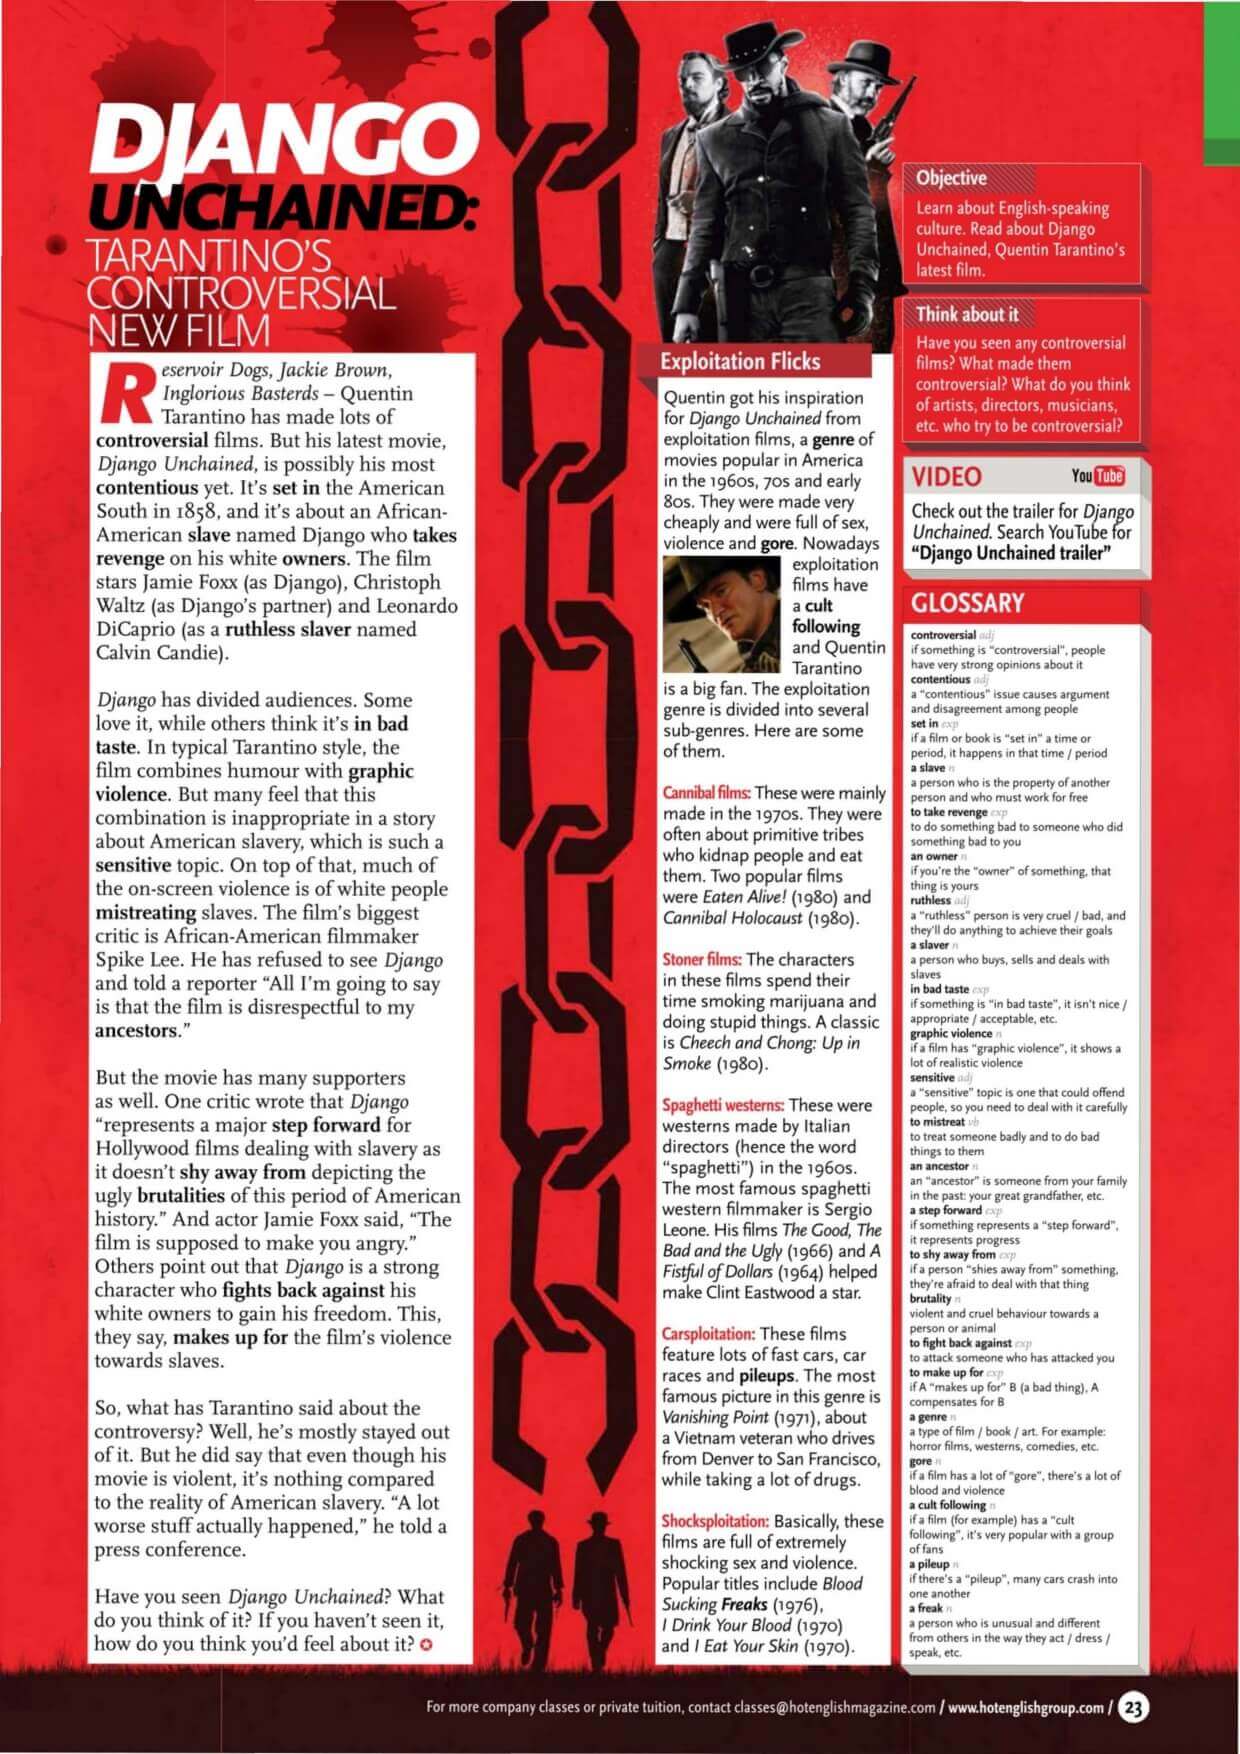 DJANGO
UNCHAINED:
TARANTINO'S
CONTROVERSIAL
NEW FILM
Reservoir Dogs, Jackie Brown,
Inglorious Basterds – Quentin
Tarantino has made lots of
controversial films. But his latest movie,
Django Unchained, is possibly his most
contentious yet. It's set in the American
South in 1858, and it's about an African-
American slave named Django who takes
revenge on his white owners. The film
stars Jamie Foxx (as Django), Christoph
Waltz (as Django's partner) and Leonardo
DiCaprio (as a ruthless slaver named
Calvin Candie).
Django has divided audiences. Some
love it, while others think it's in bad
taste. In typical Tarantino style, the
film combines humour with graphic
violence. But many feel that this
combination is inappropriate in a story
about American slavery, which is such a
sensitive topic. On top of that, much of
the on-screen violence is of white people
mistreating slaves. The film's biggest
critic is African-American filmmaker
Spike Lee. He has refused to see Django
and told a reporter "All I'm going to say
is that the film is disrespectful to my
ancestors."
But the movie has many supporters
as well. One critic wrote that Django
"represents a major step forward for
Hollywood films dealing with slavery as
it doesn't shy away from depicting the
ugly brutalities of this period of American
history." And actor Jamie Foxx said, "The
film is supposed to make you angry."
Others point out that Django is a strong
character who fights back against his
white owners to gain his freedom. This,
they say, makes up for the film's violence
towards slaves.
So, what has Tarantino said about the
controversy? Well, he's mostly stayed out
of it. But he did say that even though his
movie is violent, it's nothing compared
to the reality of American slavery. "A lot
worse stuff actually happened," he told a
press conference.
Have you seen Django Unchained? What
do you think of it? If you haven't seen it,
how do you think you'd feel about it?
Exploitation Flicks
Quentin got his inspiration
for Django Unchained from
exploitation films, a genre of
movies popular in America
in the 1960s, 70s and early
80s. They were made very
cheaply and were full of sex,
violence and gore. Nowadays
exploitation
films have
a cult
following
and Quentin
Tarantino
is a big fan. The exploitation
genre is divided into several
sub-genres. Here are some
of them.
Cannibal films: These were mainly
made in the 1970s. They were
often about primitive tribes
who kidnap people and eat
them. Two popular films
were Eaten Alive! (1980) and
Cannibal Holocaust (1980).
Stoner films: The characters
in these films spend their
time smoking marijuana and
doing stupid things. A classic
is Cheech and Chong: Up in
Smoke (1980).
Spaghetti westerns: These were
westerns made by Italian
directors (hence the word
"spaghetti") in the 1960s.
The most famous spaghetti
western filmmaker is Sergio
Leone. His films The Good, The
Bad and the Ugly (1966) and A
Fistful of Dollars (1964) helped
make Clint Eastwood a star.
Carsploitation: These films
feature lots of fast cars, car
races and pileups. The most
famous picture in this genre is
Vanishing Point (1971), about
a Vietnam veteran who drives
from Denver to San Francisco,
while taking a lot of drugs.
Shocksploitation: Basically, these
films are full of extremely
shocking sex and violence.
Popular titles include Blood
Sucking Freaks (1976),
I Drink Your Blood (1970)
and I Eat Your Skin (1970).
Objective
Learn about English-speaking
culture. Read about Django
Unchained, Quentin Tarantino's
latest film.
Think about it
Have you seen any controversial
films? What made them
controversial? What do you think
of artists, directors, musicians,
etc. who try to be controversial?
VIDEO YouTube
Check out the trailer for Django
Unchained. Search YouTube for
"Django Unchained trailer"
GLOSSARY
controversial adj
if something is "controversial", people
have very strong opinions about it
contentious adj
a "contentious" issue causes argument
and disagreement among people
set in exp
if a film or book is "set in" a time or
period, it happens in that time / period
a slave n
a person who is the property of another
person and who must work for free
to take revenge exp
to do something bad to someone who did
something bad to you
an owner n
if you're the "owner" of something, that
thing is yours
ruthless adj
a "ruthless" person is very cruel / bad, and
they'll do anything to achieve their goals
a slaver n
a person who buys, sells and deals with
slaves
in bad taste exp
if something is "in bad taste", it isn't nice /
appropriate / acceptable, etc.
graphic violence n
if a film has "graphic violence", it shows a
lot of realistic violence
sensitive adj
a "sensitive" topic is one that could offend
people, so you need to deal with it carefully
to mistreat vb
to treat someone badly and to do bad
things to them
an ancestor n
an "ancestor" is someone from your family
in the past: your great grandfather, etc.
a step forward exp
if something represents a "step forward",
it represents progress
to shy away from exp
if a person "shies away from" something,
they're afraid to deal with that thing
brutality n
violent and cruel behaviour towards a
person or animal
to fight back against exp
to attack someone who has attacked you
to make up for exp
if A "makes up for" B (a bad thing), A
compensates for B
a genre n
a type of film / book / art. For example:
horror films, westerns, comedies, etc.
gore n
if a film has a lot of "gore", there's a lot of
blood and violence
a cult following n
if a film (for example) has a "cult
following", it's very popular with a group
of fans
a pileup n
if there's a "pileup", many cars crash into
one another
a freak n
a person who is unusual and different
from others in the way they act / dress /
speak, etc.
For more company classes or private tuition, contact classes@hotenglishmagazine.com / www.hotenglishgroup.com / 23